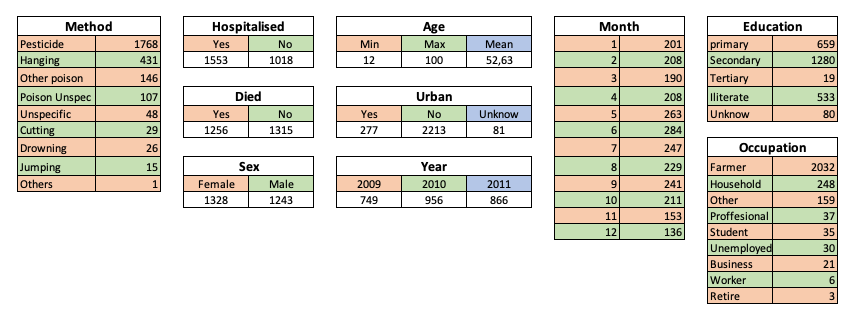 Method
Pesticide 1768
Hanging 431
Other poison 146
Poison Unspec 107
Unspecific 48
Cutting 29
Drowning 26
Jumping 15
Others 1
Hospitalised
Yes No
1553 1018
Died
Yes No
1256 1315
Sex
Female Male
1328 1243
Age
Min Max Mean
12 100 52,63
Urban
Yes No Unknow
277 2213 81
Year
2009 2010 2011
749 956 866
Month
1 201
2 208
3 190
4 208
5 263
6 284
7 247
8 229
9 241
10 211
11 153
12 136
Education
primary 659
Secondary 1280
Tertiary 19
Iliterate 533
Unknow 80
Occupation
Farmer 2032
Household 248
Other 159
Proffesional 37
Student 35
Unemployed 30
Business 21
Worker 6
Retire 3